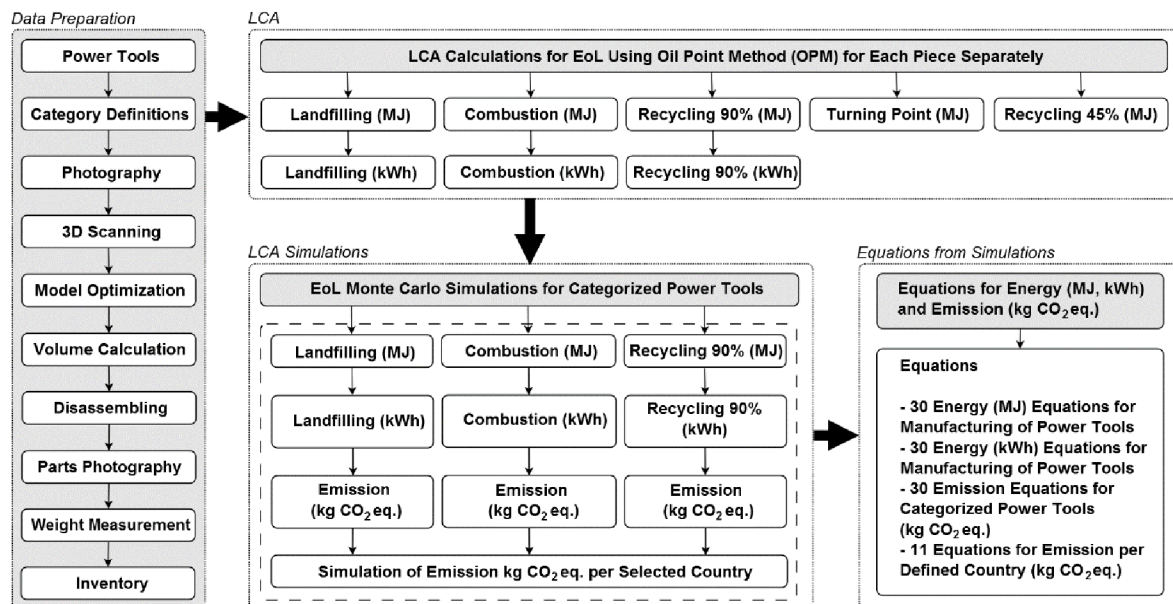 Data Preparation
Power Tools
Category Definitions
Photography
3D Scanning
Model Optimization
Volume Calculation
Disassembling
Parts Photography
Weight Measurement
Inventory
LCA
LCA Calculations for EoL Using Oil Point Method (OPM) for Each Piece Separately
Landfilling (MJ)
Combustion (MJ)
Recycling 90% (MJ)
Turning Point (MJ)
Recycling 45% (MJ)
Landfilling (kWh)
Combustion (kWh)
Recycling 90% (kWh)
LCA Simulations
EoL Monte Carlo Simulations for Categorized Power Tools
Landfilling (MJ)
Combustion (MJ)
Recycling 90% (MJ)
Landfilling (kWh)
Combustion (kWh)
Recycling 90%
(kWh)
Emission
(kg CO₂ eq.)
Emission
(kg CO₂ eq.)
Emission
(kg CO₂ eq.)
Simulation of Emission kg CO₂ eq. per Selected Country
Equations from Simulations
Equations for Energy (MJ, kWh)
and Emission (kg CO₂ eq.)
Equations
- 30 Energy (MJ) Equations for
Manufacturing of Power Tools
- 30 Energy (kWh) Equations for
Manufacturing of Power Tools
- 30 Emission Equations for
Categorized Power Tools
(kg CO₂ eq.)
- 11 Equations for Emission per
Defined Country (kg CO₂ eq.)